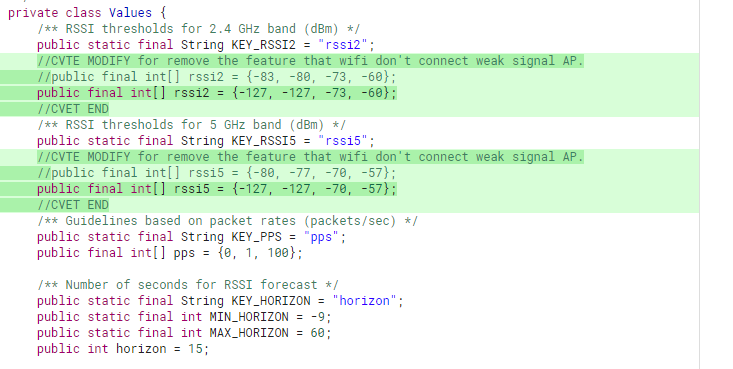 private class Values {
/** RSSI thresholds for 2.4 GHz band (dBm) */
public static final String KEY_RSSI2 = "rssi2";
//CVTE MODIFY for remove the feature that wifi don't connect weak signal AP.
//public final int[] rssi2 = {-83, -80, -73, -60};
public final int[] rssi2 = {-127, -127, -73, -60};
//CVET END
/** RSSI thresholds for 5 GHz band (dBm) */
public static final String KEY_RSSI5 = "rssi5";
//CVTE MODIFY for remove the feature that wifi don't connect weak signal AP.
//public final int[] rssi5 = {-80, -77, -70, -57};
public final int[] rssi5 = {-127, -127, -70, -57};
//CVET END
/** Guidelines based on packet rates (packets/sec) */
public static final String KEY_PPS = "pps";
public final int[] pps = {0, 1, 100};
/** Number of seconds for RSSI forecast */
public static final String KEY_HORIZON = "horizon";
public static final int MIN_HORIZON = -9;
public static final int MAX_HORIZON = 60;
public int horizon = 15;